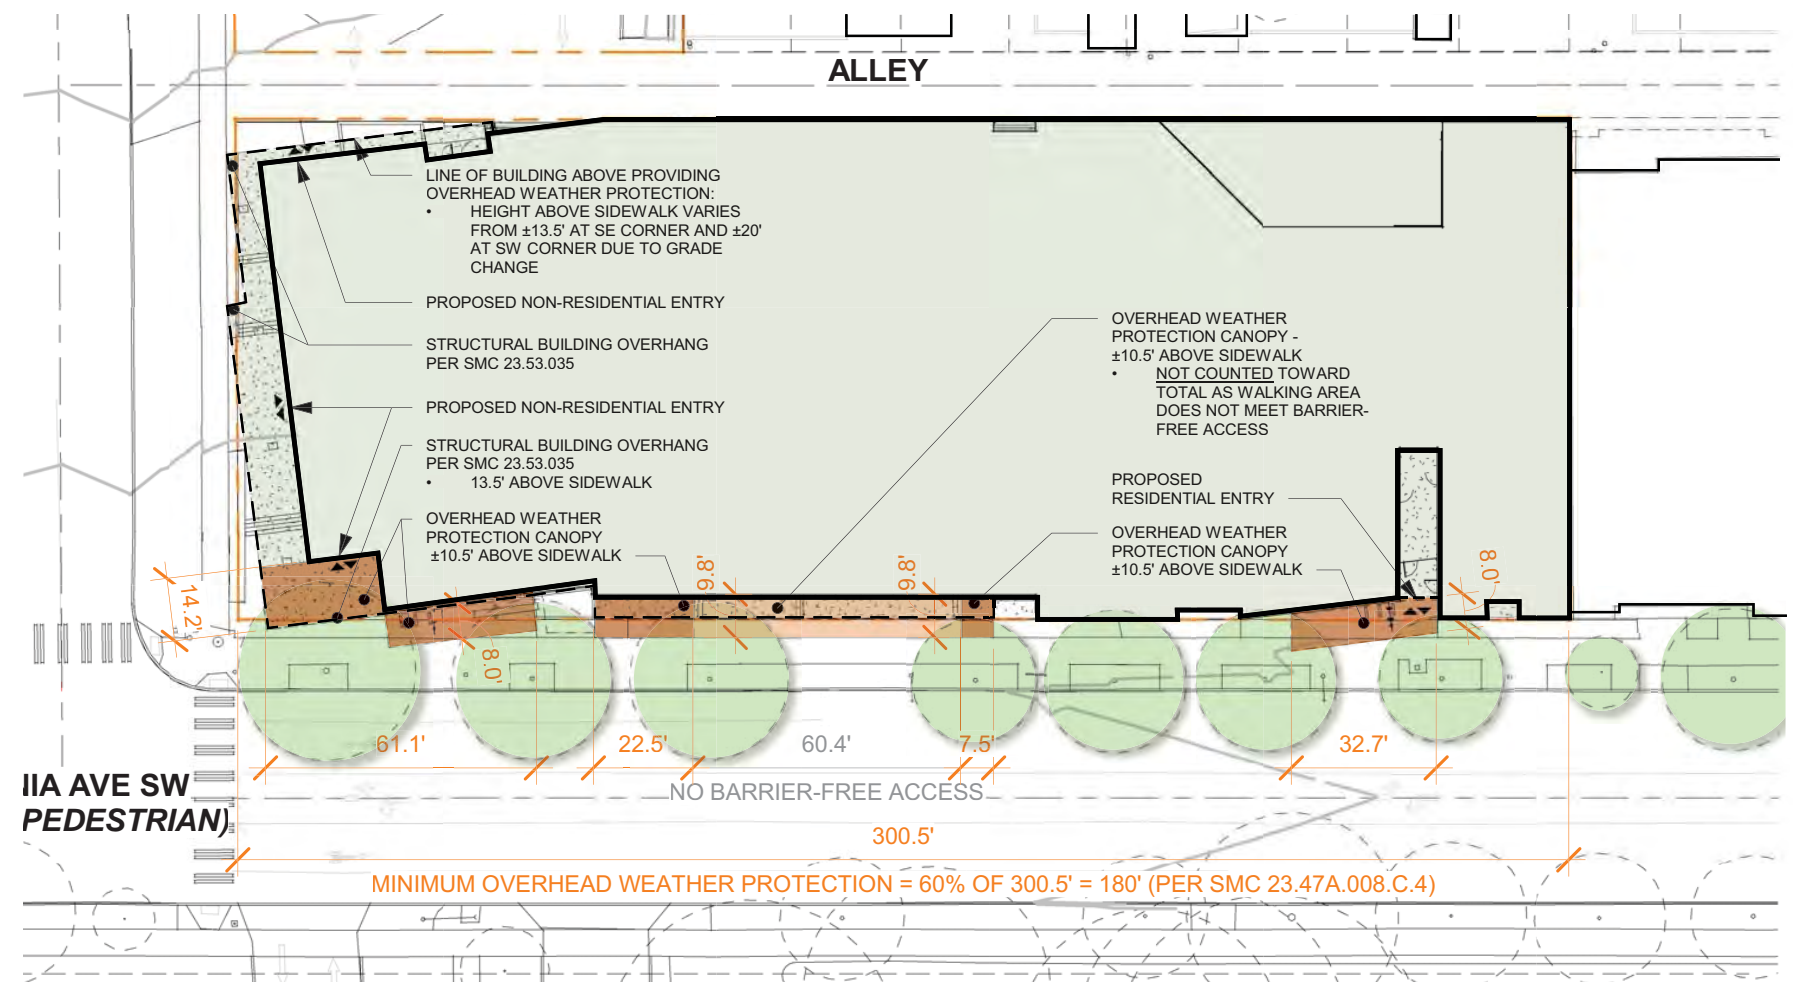 ALLEY
LINE OF BUILDING ABOVE PROVIDING
OVERHEAD WEATHER PROTECTION:
• HEIGHT ABOVE SIDEWALK VARIES
FROM ±13.5' AT SE CORNER AND ±20'
AT SW CORNER DUE TO GRADE
CHANGE
PROPOSED NON-RESIDENTIAL ENTRY
STRUCTURAL BUILDING OVERHANG
PER SMC 23.53.035
PROPOSED NON-RESIDENTIAL ENTRY
STRUCTURAL BUILDING OVERHANG
PER SMC 23.53.035
• 13.5' ABOVE SIDEWALK
OVERHEAD WEATHER
PROTECTION CANOPY
±10.5' ABOVE SIDEWALK
OVERHEAD WEATHER
PROTECTION CANOPY -
±10.5' ABOVE SIDEWALK
• NOT COUNTED TOWARD
TOTAL AS WALKING AREA
DOES NOT MEET BARRIER-
FREE ACCESS
PROPOSED
RESIDENTIAL ENTRY
OVERHEAD WEATHER
PROTECTION CANOPY
±10.5' ABOVE SIDEWALK
14.2'
8.0'
9.8'
9.8'
8.0'
61.1'
22.5'
60.4'
7.5'
32.7'
NO BARRIER-FREE ACCESS
NIA AVE SW
PEDESTRIAN)
300.5'
MINIMUM OVERHEAD WEATHER PROTECTION = 60% OF 300.5' = 180' (PER SMC 23.47A.008.C.4)